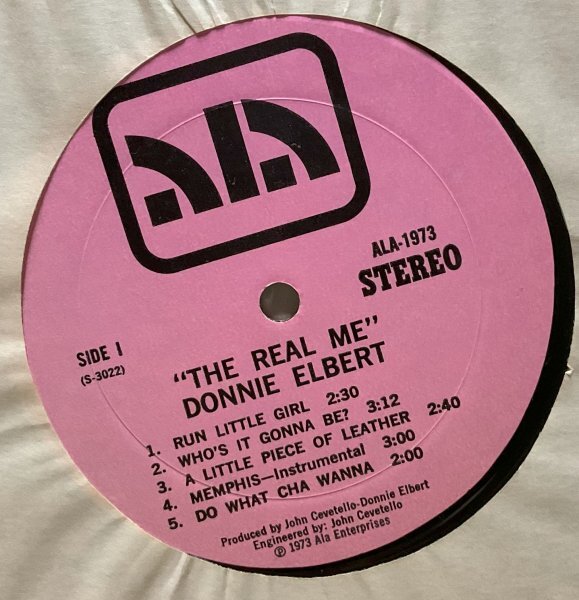 ala
ALA-1973
STEREO
SIDE 1
(S-3022)
"THE REAL ME"
DONNIE ELBERT
1. RUN LITTLE GIRL 2:30
2. WHO'S IT GONNA BE? 3:12
3. A LITTLE PIECE OF LEATHER 2:40
4. MEMPHIS—Instrumental 3:00
5. DO WHAT CHA WANNA 2:00
Produced by John Cevetello-Donnie Elbert
Engineered by: John Cevetello
℗ 1973 Ala Enterprises